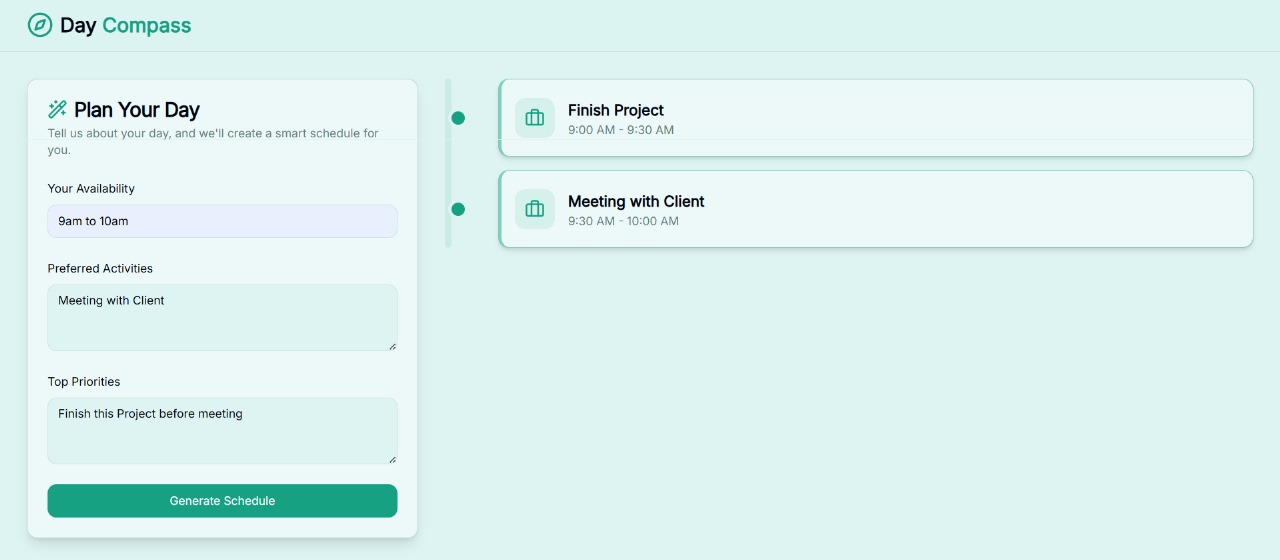 Day Compass
Plan Your Day
Tell us about your day, and we'll create a smart schedule for
you.
Your Availability
9am to 10am
Preferred Activities
Meeting with Client
Top Priorities
Finish this Project before meeting
Generate Schedule
Finish Project
9:00 AM - 9:30 AM
Meeting with Client
9:30 AM - 10:00 AM